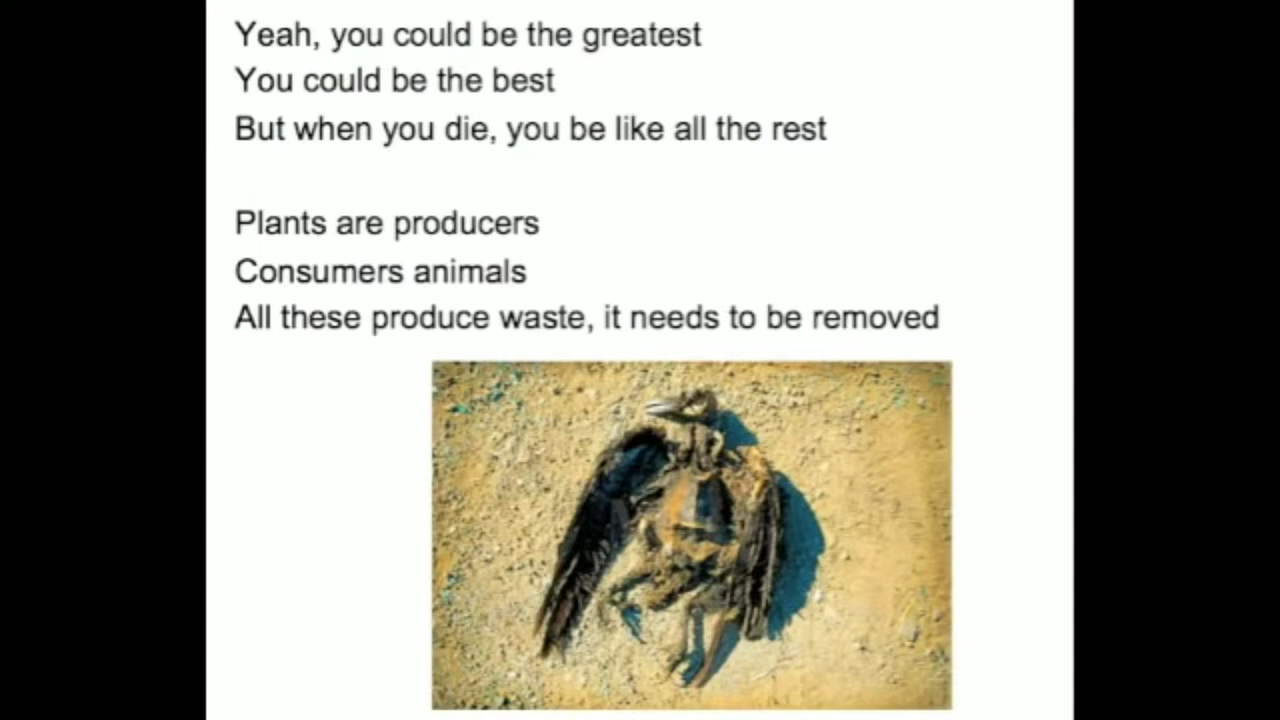 Yeah, you could be the greatest
You could be the best
But when you die, you be like all the rest
Plants are producers
Consumers animals
All these produce waste, it needs to be removed